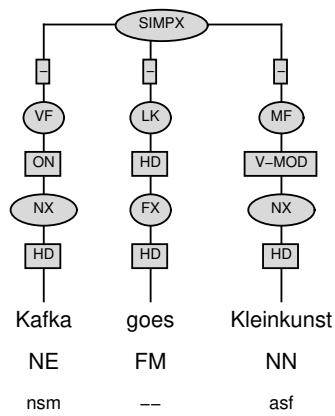 SIMPX
– – –
VF LK MF
ON HD V–MOD
NX FX NX
HD HD HD
Kafka goes Kleinkunst
NE FM NN
nsm –– asf